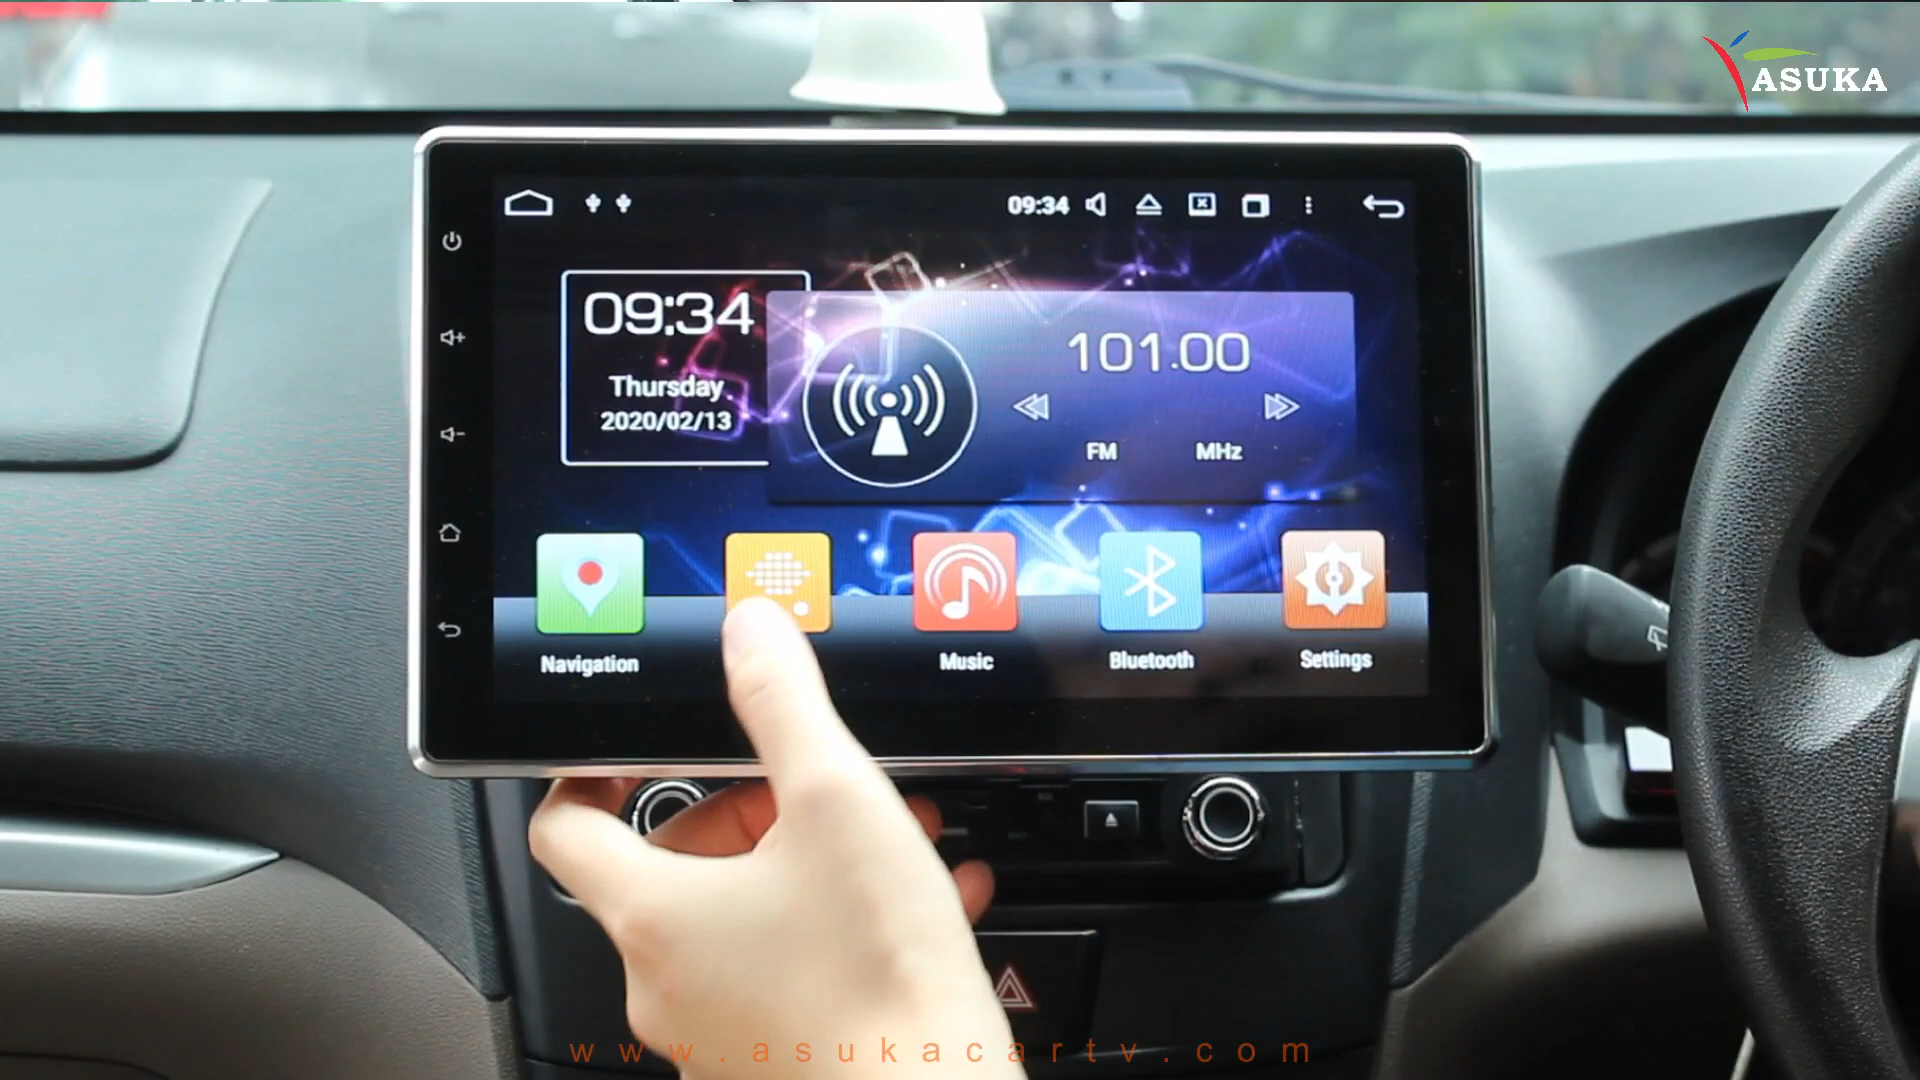 ASUKA
09:34
09:34
Thursday
2020/02/13
101.00
FM MHz
Navigation
Music
Bluetooth
Settings
www.asukacartv.com